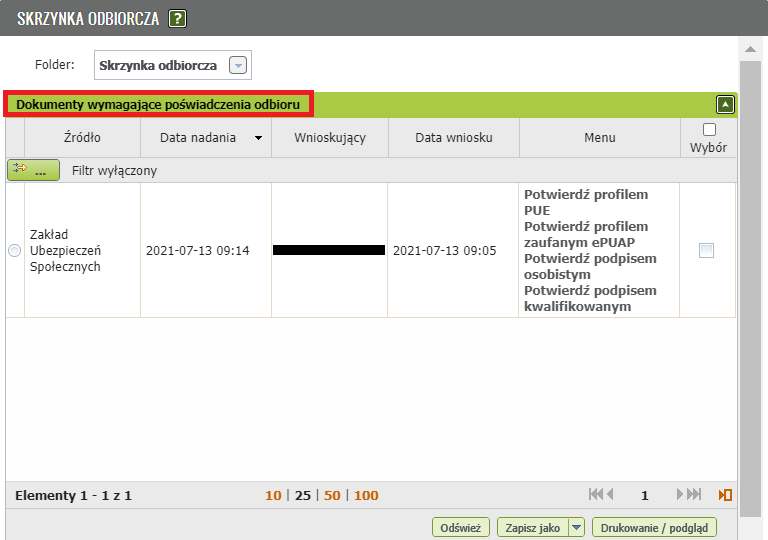 SKRZYNKA ODBIORCZA ?
Folder: Skrzynka odbiorcza
Dokumenty wymagające poświadczenia odbioru
Źródło Data nadania Wnioskujący Data wniosku Menu Wybór
... Filtr wyłączony
Zakład
Ubezpieczeń
Społecznych
2021-07-13 09:14
2021-07-13 09:05
Potwierdź profilem
PUE
Potwierdź profilem
zaufanym ePUAP
Potwierdź podpisem
osobistym
Potwierdź podpisem
kwalifikowanym
Elementy 1 - 1 z 1 10 | 25 | 50 | 100 1
Odśwież Zapisz jako Drukowanie / podgląd